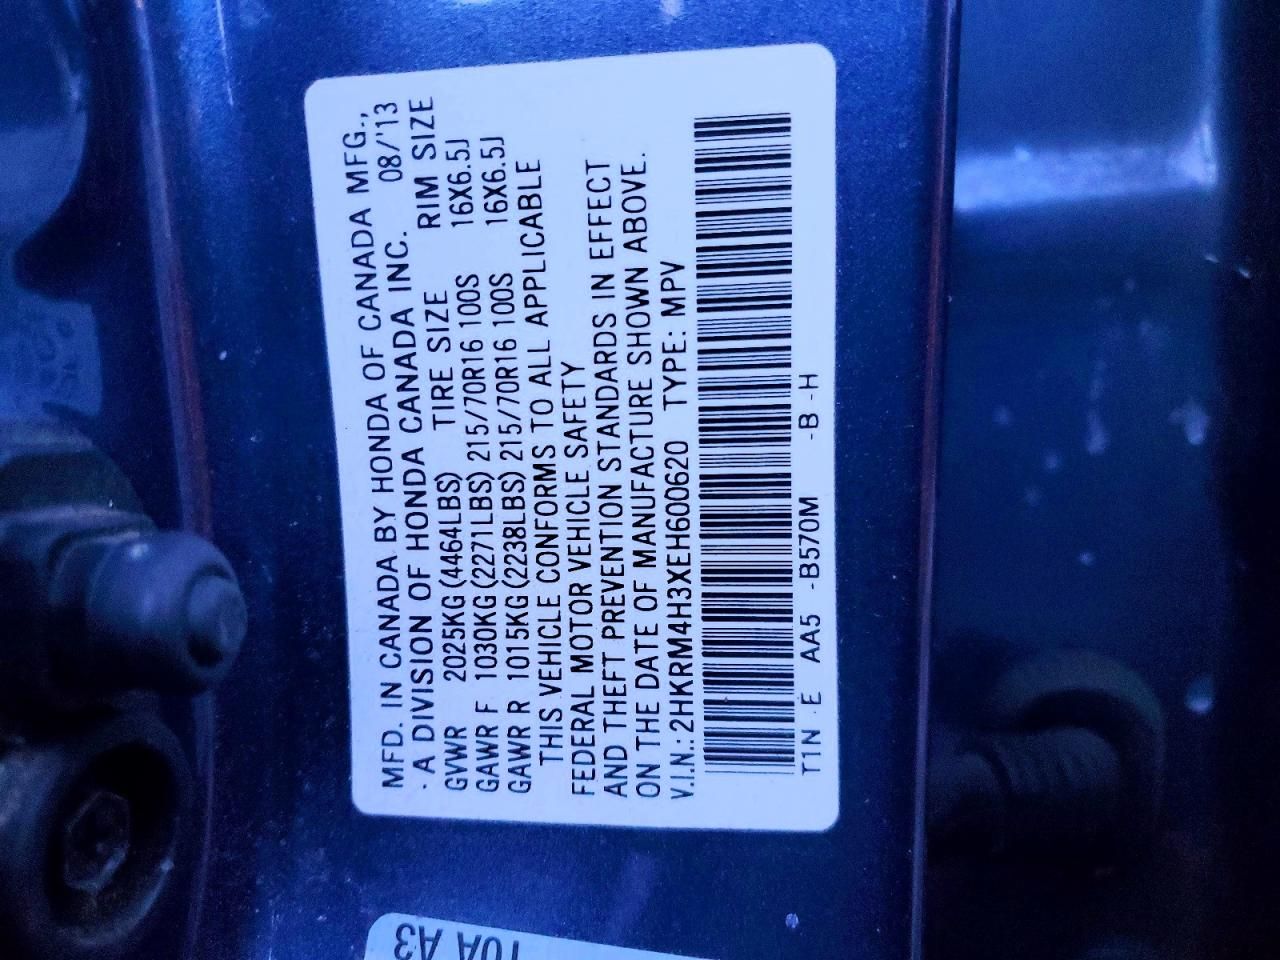 MFD. IN CANADA BY HONDA OF CANADA MFG.,
· A DIVISION OF HONDA CANADA INC. 08/'13
GVWR 2025KG (4464LBS) TIRE SIZE RIM SIZE
GAWR F 1030KG (2271LBS) 215/70R16 100S 16X6.5J
GAWR R 1015KG (2238LBS) 215/70R16 100S 16X6.5J
THIS VEHICLE CONFORMS TO ALL APPLICABLE
FEDERAL MOTOR VEHICLE SAFETY
AND THEFT PREVENTION STANDARDS IN EFFECT
ON THE DATE OF MANUFACTURE SHOWN ABOVE.
V.I.N.: 2HKRM4H3XEH600620 TYPE: MPV
T1N E AA5 -B570M -B -H
T0A A3